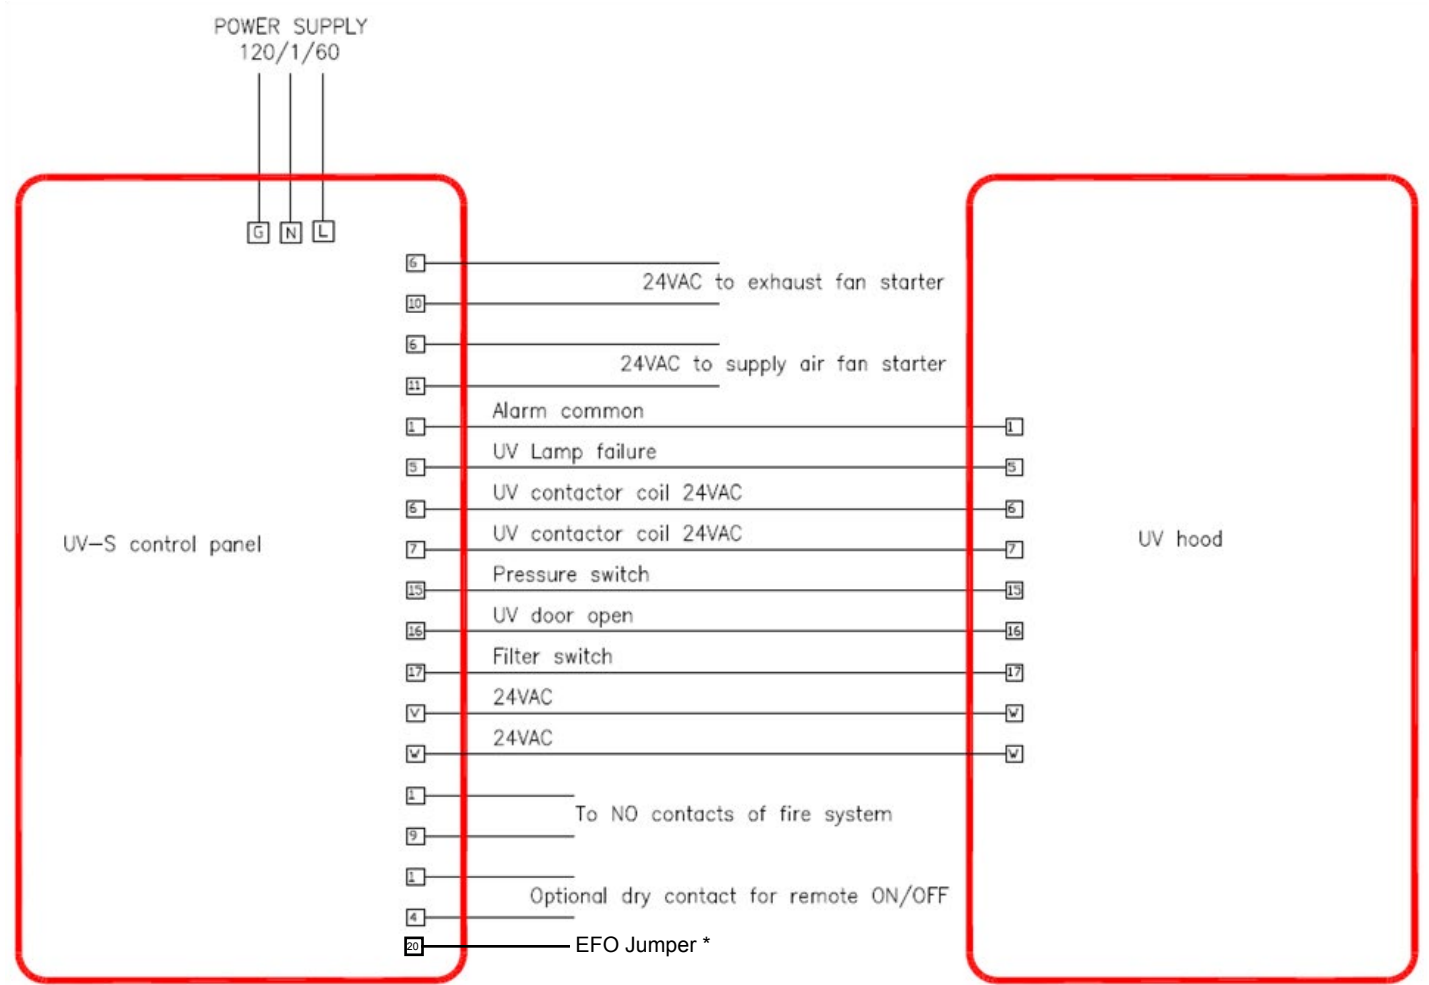 POWER SUPPLY
120/1/60
G N L
6
24VAC to exhaust fan starter
10
6
24VAC to supply air fan starter
11
Alarm common
1 1
UV Lamp failure
5 5
UV contactor coil 24VAC
6 6
UV contactor coil 24VAC
7 7
UV-S control panel
UV hood
Pressure switch
15 15
UV door open
16 16
Filter switch
17 17
24VAC
V W
24VAC
W W
1
To NO contacts of fire system
9
1
Optional dry contact for remote ON/OFF
4
20 EFO Jumper *